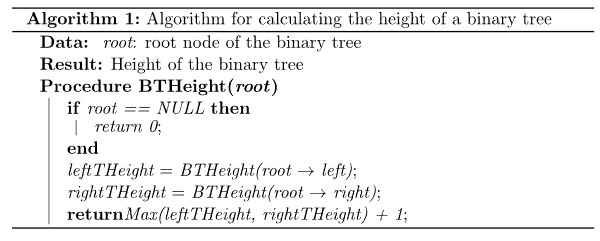 Algorithm 1: Algorithm for calculating the height of a binary tree
Data: root: root node of the binary tree
Result: Height of the binary tree
Procedure BTHeight(root)
if root == NULL then
return 0;
end
leftTHeight = BTHeight(root → left);
rightTHeight = BTHeight(root → right);
returnMax(leftTHeight, rightTHeight) + 1;